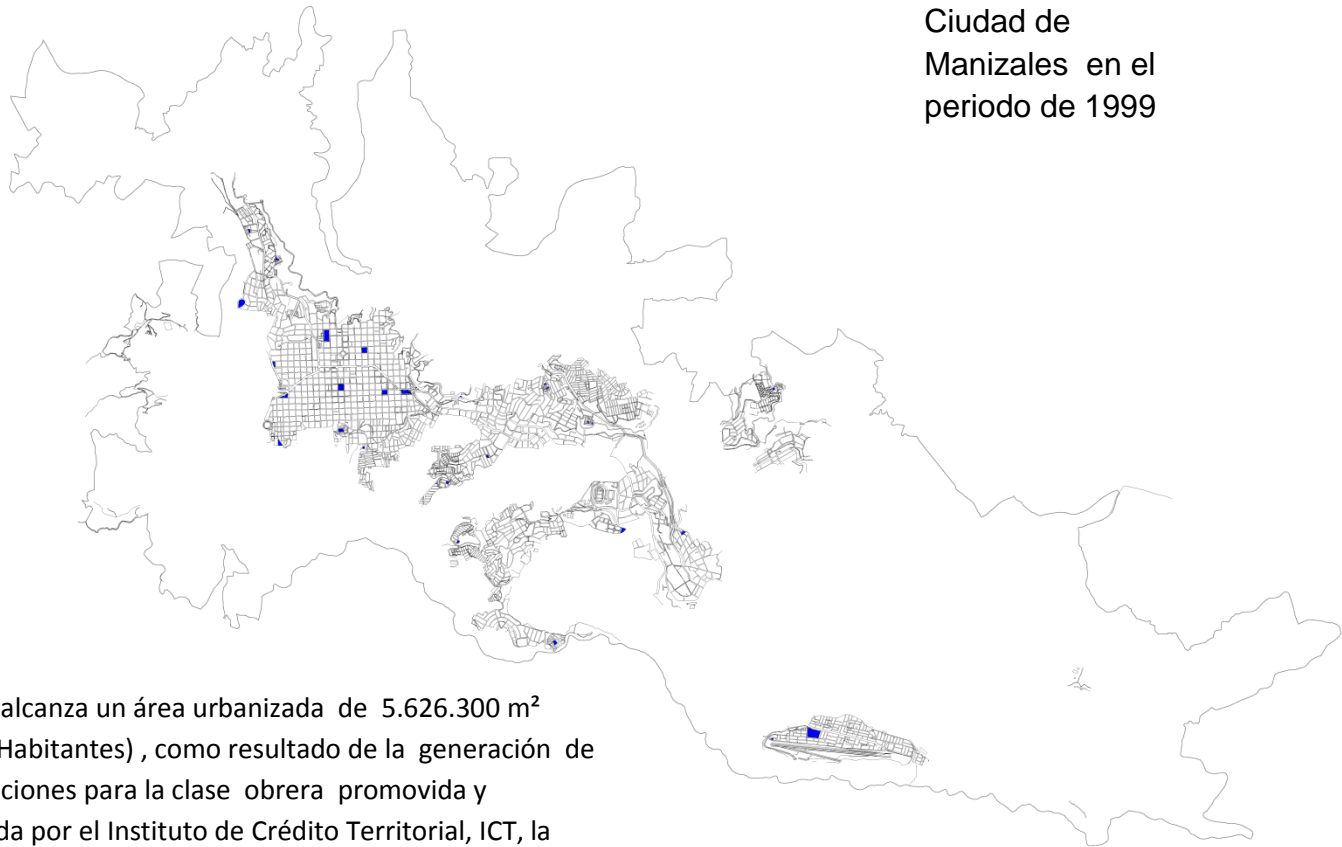 Ciudad de
Manizales en el
periodo de 1999
alcanza un área urbanizada de 5.626.300 m²
Habitantes) , como resultado de la generación de
ciones para la clase obrera promovida y
da por el Instituto de Crédito Territorial, ICT, la